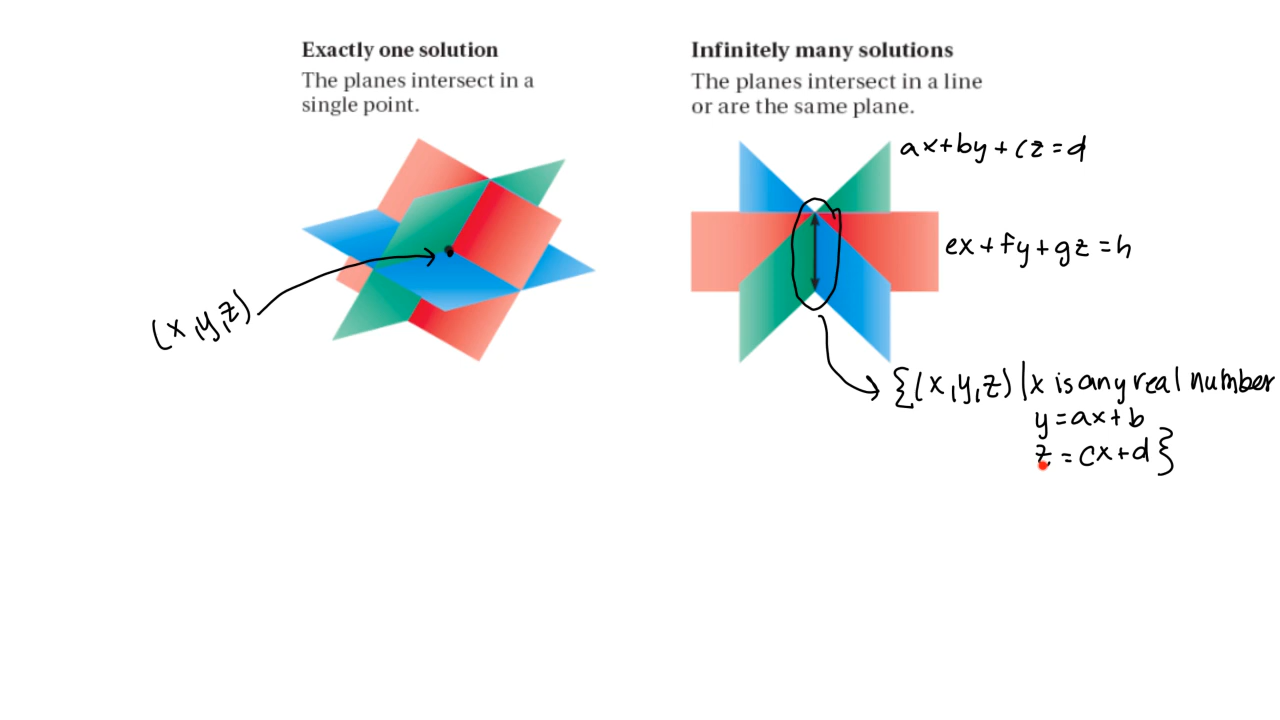 Exactly one solution
The planes intersect in a
single point.
(x,y,z)
Infinitely many solutions
The planes intersect in a line
or are the same plane.
ax+by+cz=d
ex+fy+gz=h
{(x,y,z)|x is any real number
y=ax+b
z=cx+d}